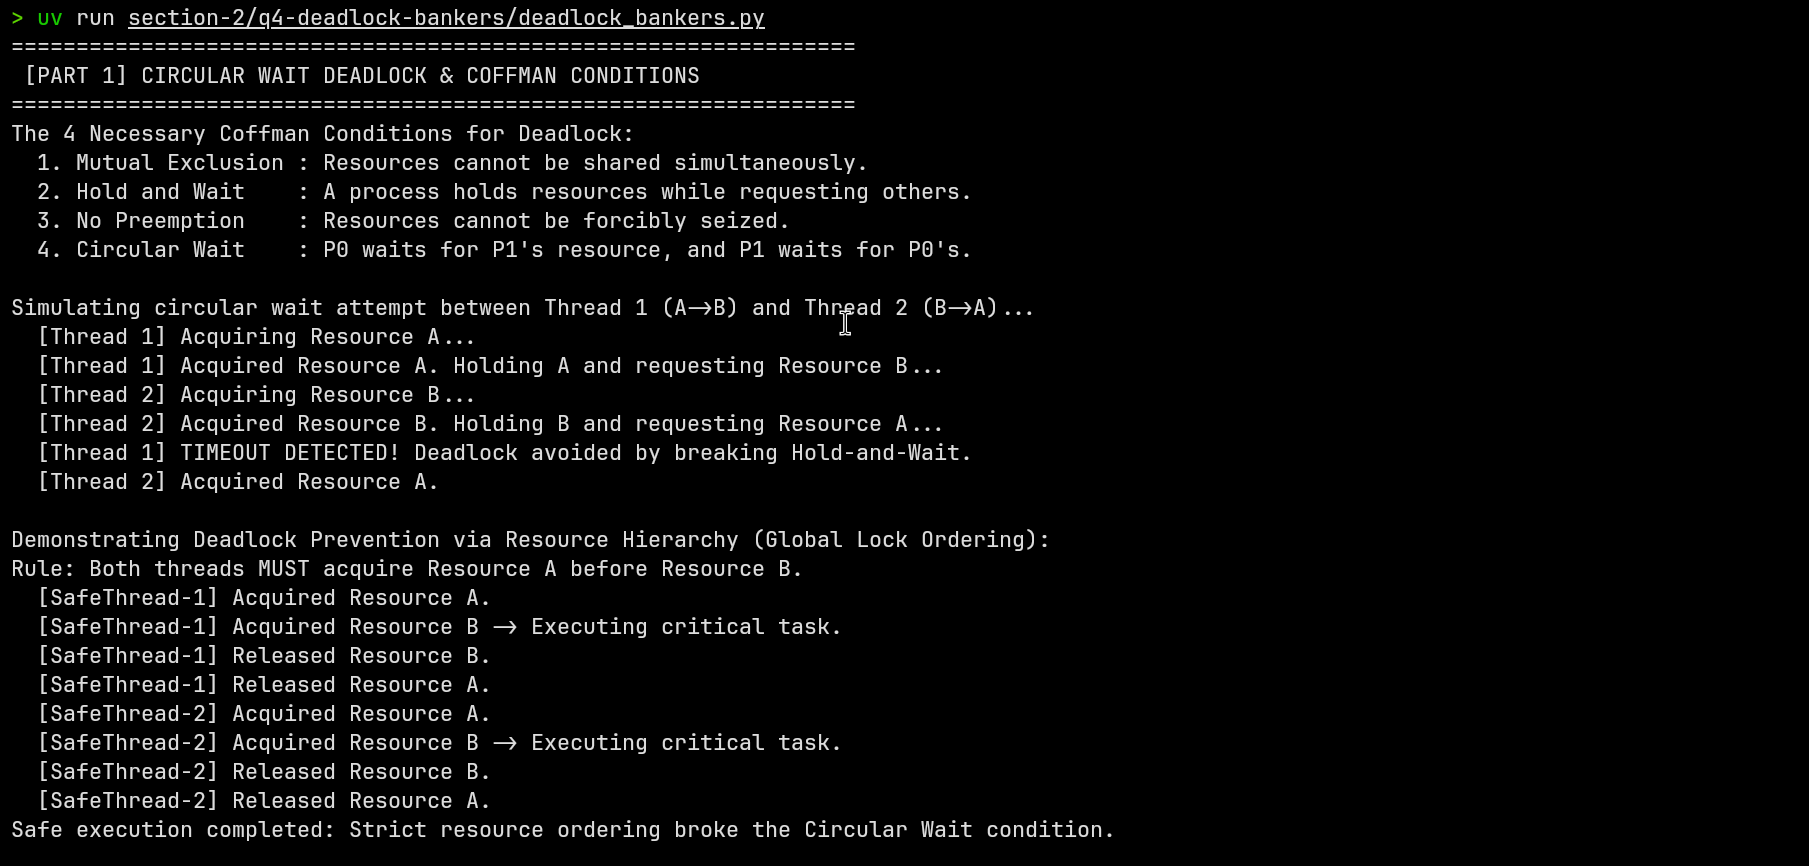 > uv run section-2/q4-deadlock-bankers/deadlock_bankers.py
=================================================================
[PART 1] CIRCULAR WAIT DEADLOCK & COFFMAN CONDITIONS
=================================================================
The 4 Necessary Coffman Conditions for Deadlock:
1. Mutual Exclusion : Resources cannot be shared simultaneously.
2. Hold and Wait    : A process holds resources while requesting others.
3. No Preemption    : Resources cannot be forcibly seized.
4. Circular Wait    : P0 waits for P1's resource, and P1 waits for P0's.
Simulating circular wait attempt between Thread 1 (A->B) and Thread 2 (B->A)...
[Thread 1] Acquiring Resource A...
[Thread 1] Acquired Resource A. Holding A and requesting Resource B...
[Thread 2] Acquiring Resource B...
[Thread 2] Acquired Resource B. Holding B and requesting Resource A...
[Thread 1] TIMEOUT DETECTED! Deadlock avoided by breaking Hold-and-Wait.
[Thread 2] Acquired Resource A.
Demonstrating Deadlock Prevention via Resource Hierarchy (Global Lock Ordering):
Rule: Both threads MUST acquire Resource A before Resource B.
[SafeThread-1] Acquired Resource A.
[SafeThread-1] Acquired Resource B -> Executing critical task.
[SafeThread-1] Released Resource B.
[SafeThread-1] Released Resource A.
[SafeThread-2] Acquired Resource A.
[SafeThread-2] Acquired Resource B -> Executing critical task.
[SafeThread-2] Released Resource B.
[SafeThread-2] Released Resource A.
Safe execution completed: Strict resource ordering broke the Circular Wait condition.